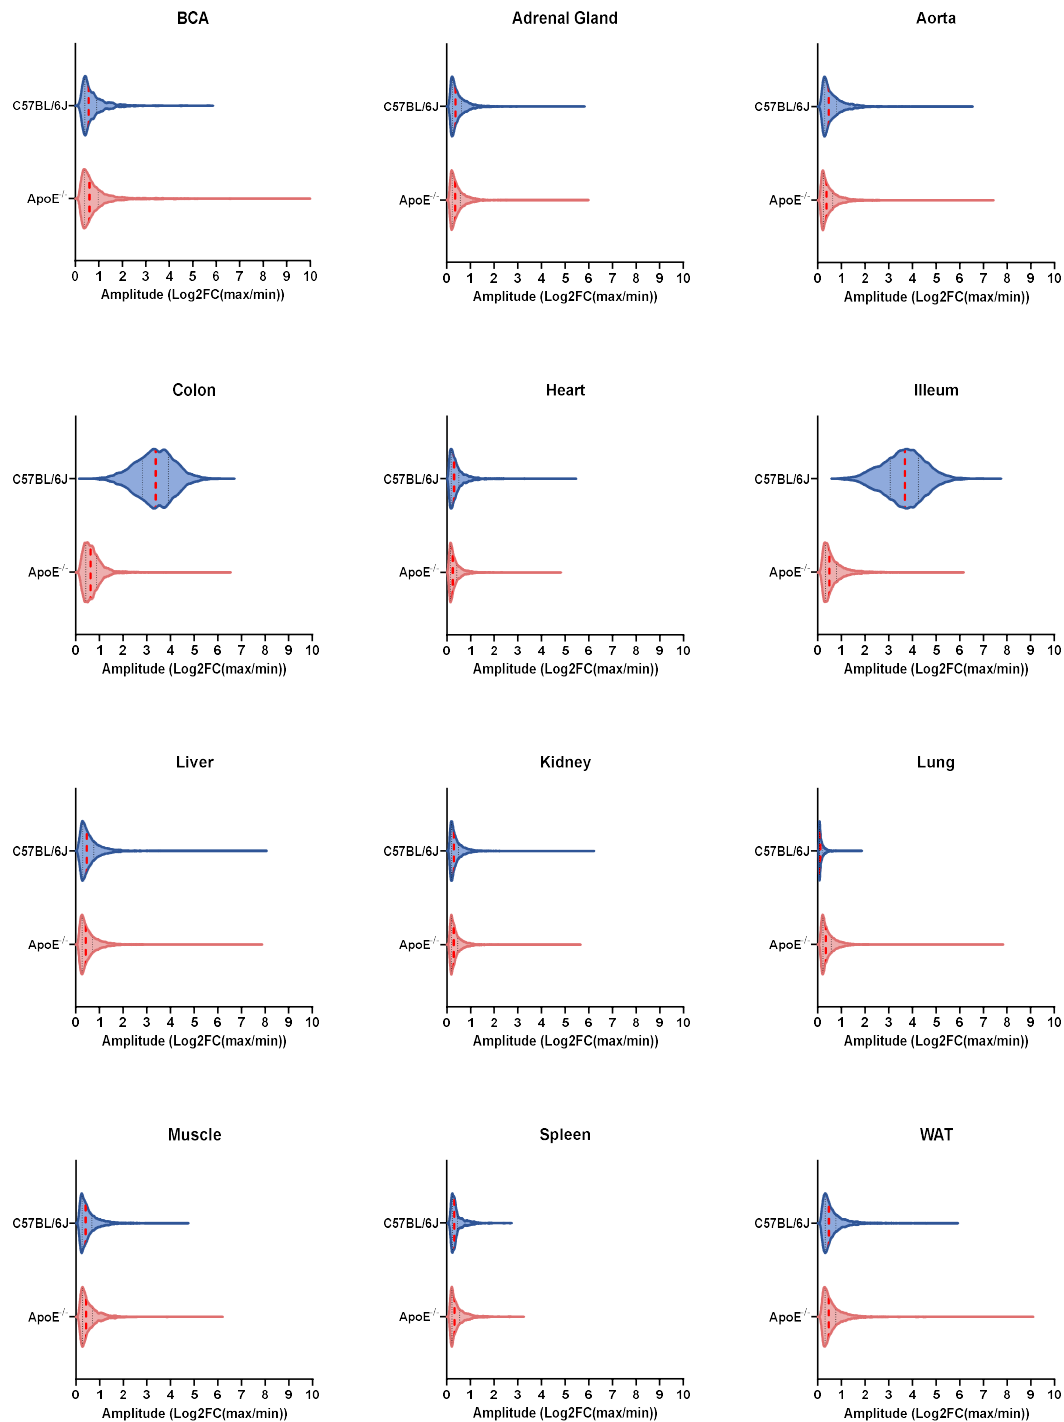 BCA
C57BL/6J
ApoE-/-
0 1 2 3 4 5 6 7 8 9 10
Amplitude (Log2FC(max/min))
Adrenal Gland
C57BL/6J
ApoE-/-
0 1 2 3 4 5 6 7 8 9 10
Amplitude (Log2FC(max/min))
Aorta
C57BL/6J
ApoE-/-
0 1 2 3 4 5 6 7 8 9 10
Amplitude (Log2FC(max/min))
Colon
C57BL/6J
ApoE-/-
0 1 2 3 4 5 6 7 8 9 10
Amplitude (Log2FC(max/min))
Heart
C57BL/6J
ApoE-/-
0 1 2 3 4 5 6 7 8 9 10
Amplitude (Log2FC(max/min))
Illeum
C57BL/6J
ApoE-/-
0 1 2 3 4 5 6 7 8 9 10
Amplitude (Log2FC(max/min))
Liver
C57BL/6J
ApoE-/-
0 1 2 3 4 5 6 7 8 9 10
Amplitude (Log2FC(max/min))
Kidney
C57BL/6J
ApoE-/-
0 1 2 3 4 5 6 7 8 9 10
Amplitude (Log2FC(max/min))
Lung
C57BL/6J
ApoE-/-
0 1 2 3 4 5 6 7 8 9 10
Amplitude (Log2FC(max/min))
Muscle
C57BL/6J
ApoE-/-
0 1 2 3 4 5 6 7 8 9 10
Amplitude (Log2FC(max/min))
Spleen
C57BL/6J
ApoE-/-
0 1 2 3 4 5 6 7 8 9 10
Amplitude (Log2FC(max/min))
WAT
C57BL/6J
ApoE-/-
0 1 2 3 4 5 6 7 8 9 10
Amplitude (Log2FC(max/min))